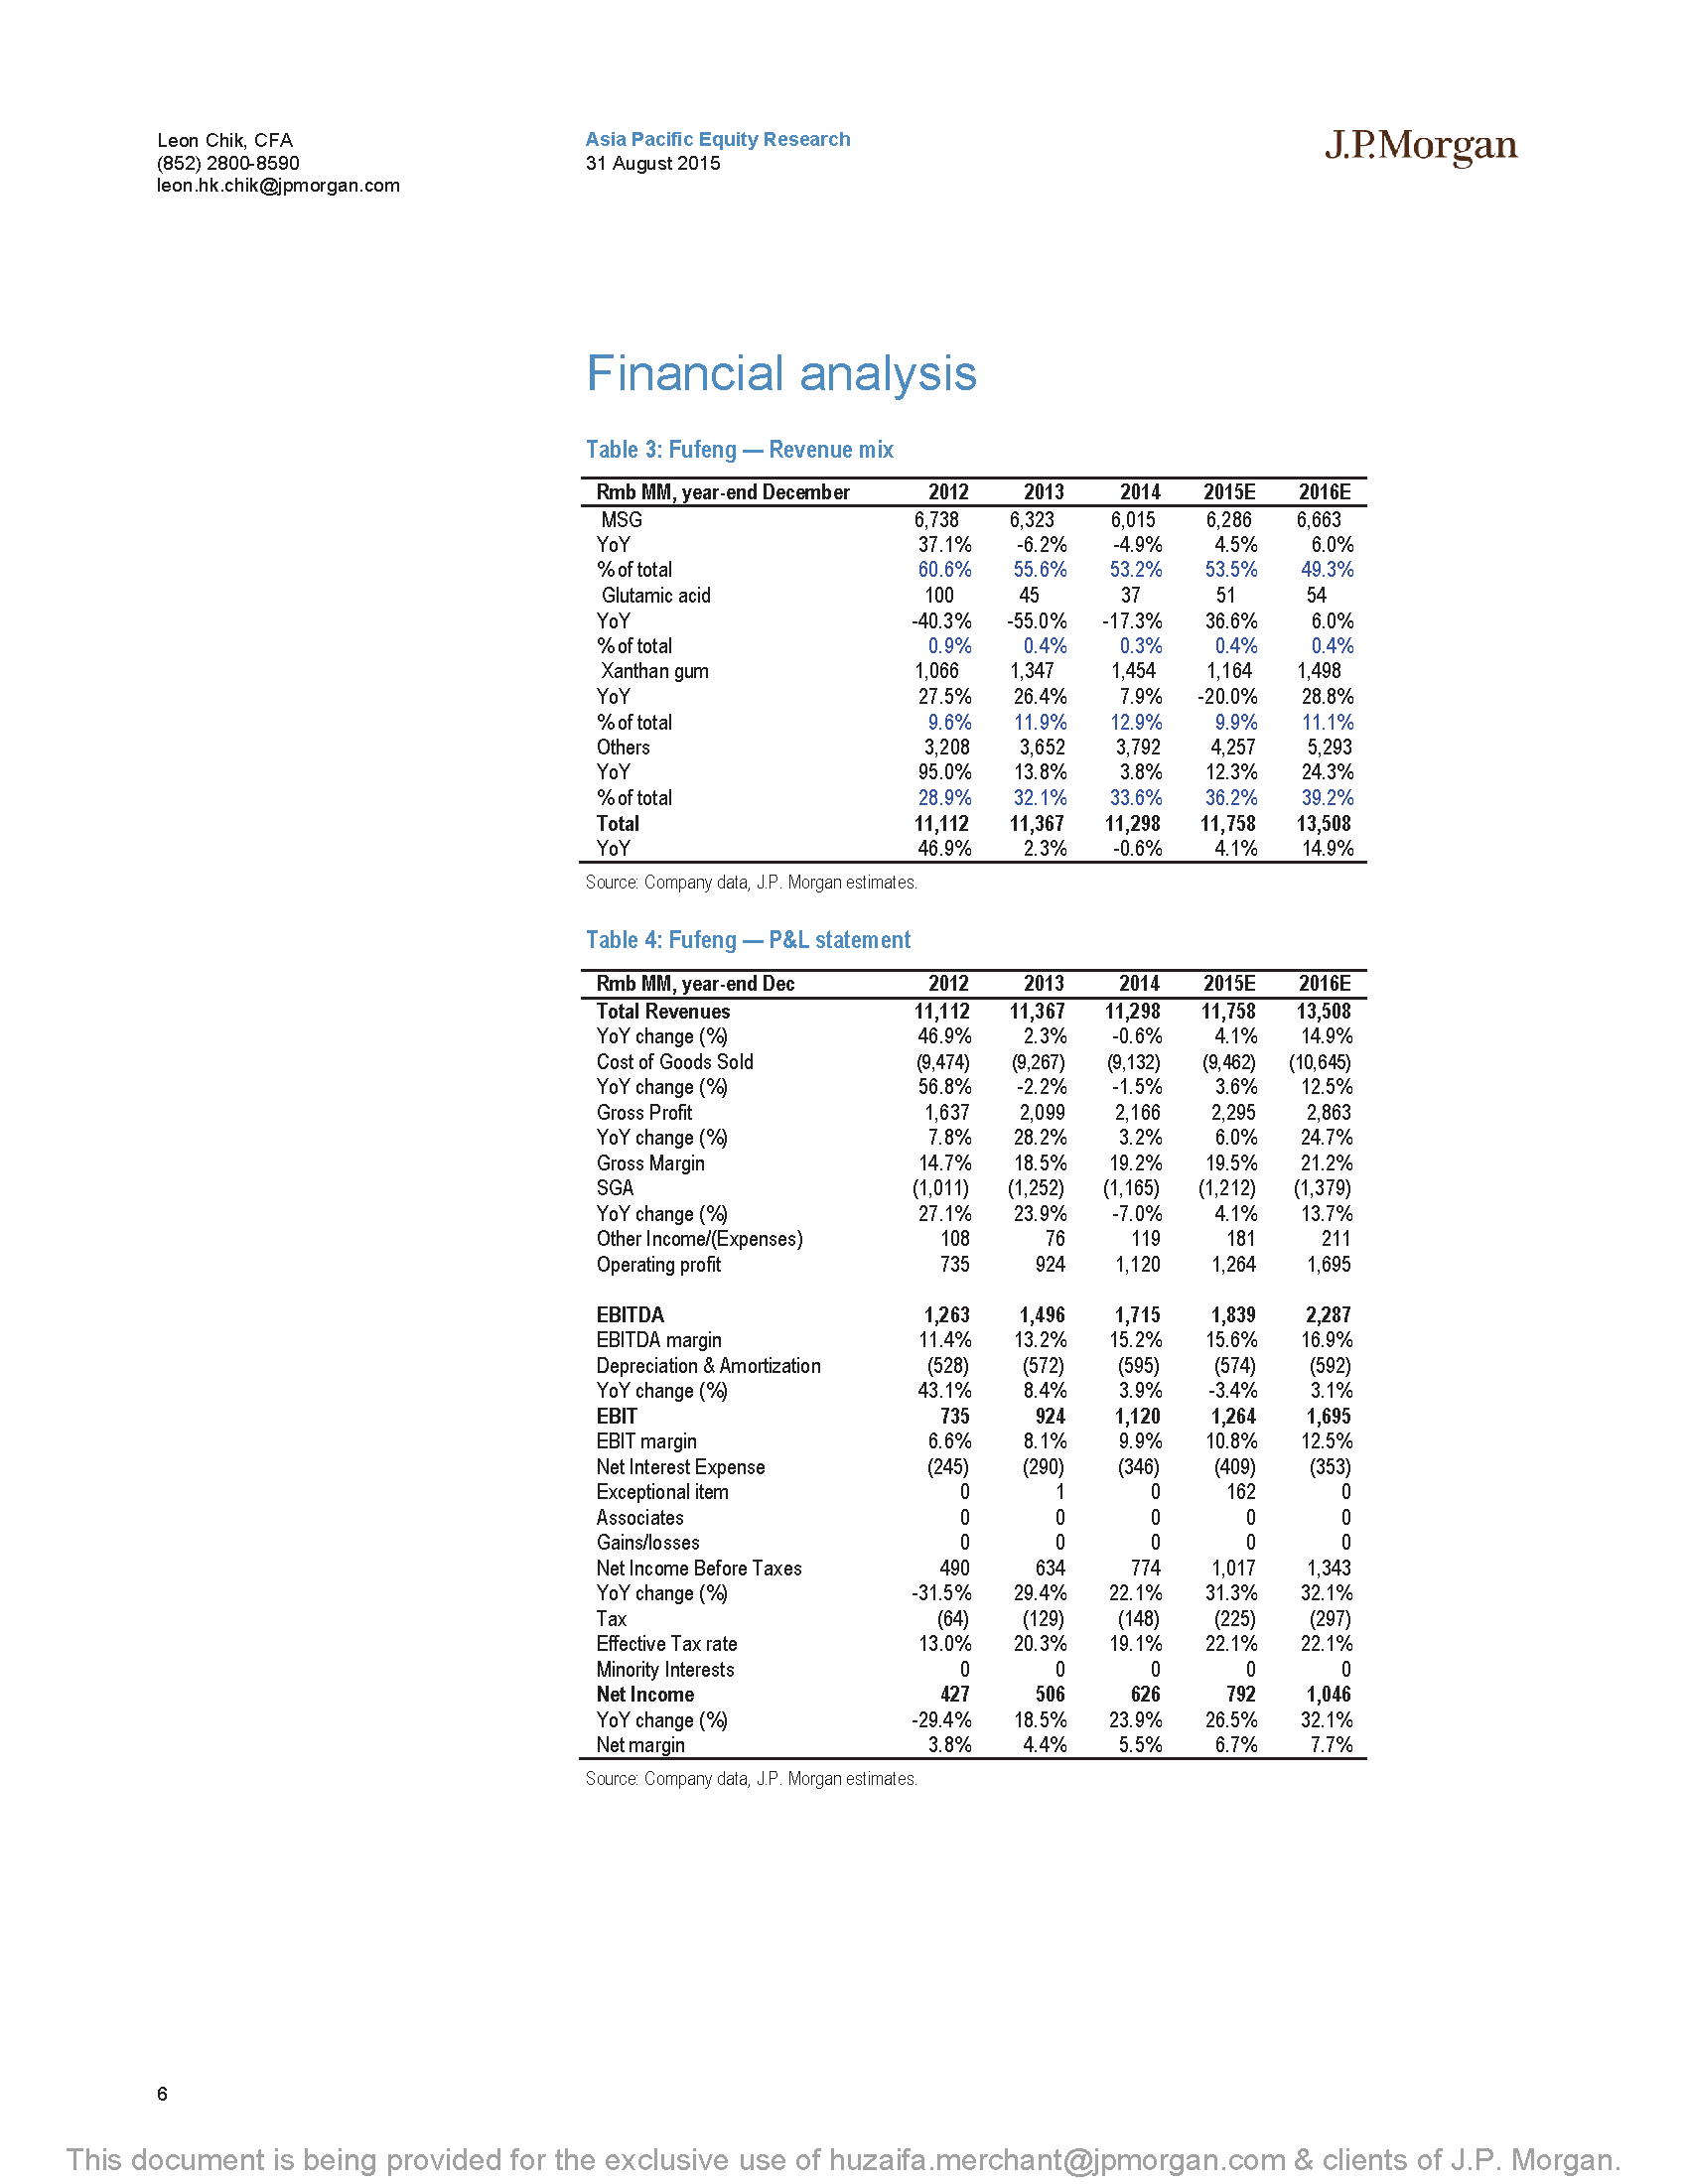 Leon Chik, CFA
(852) 2800-8590
leon.hk.chik@jpmorgan.com
Asia Pacific Equity Research
31 August 2015
J.P.Morgan
Financial analysis
Table 3: Fufeng — Revenue mix
Rmb MM, year-end December 2012 2013 2014 2015E 2016E
MSG 6,738 6,323 6,015 6,286 6,663
YoY 37.1% -6.2% -4.9% 4.5% 6.0%
% of total 60.6% 55.6% 53.2% 53.5% 49.3%
Glutamic acid 100 45 37 51 54
YoY -40.3% -55.0% -17.3% 36.6% 6.0%
% of total 0.9% 0.4% 0.3% 0.4% 0.4%
Xanthan gum 1,066 1,347 1,454 1,164 1,498
YoY 27.5% 26.4% 7.9% -20.0% 28.8%
% of total 9.6% 11.9% 12.9% 9.9% 11.1%
Others 3,208 3,652 3,792 4,257 5,293
YoY 95.0% 13.8% 3.8% 12.3% 24.3%
% of total 28.9% 32.1% 33.6% 36.2% 39.2%
Total 11,112 11,367 11,298 11,758 13,508
YoY 46.9% 2.3% -0.6% 4.1% 14.9%
Source: Company data, J.P. Morgan estimates.
Table 4: Fufeng — P&L statement
Rmb MM, year-end Dec 2012 2013 2014 2015E 2016E
Total Revenues 11,112 11,367 11,298 11,758 13,508
YoY change (%) 46.9% 2.3% -0.6% 4.1% 14.9%
Cost of Goods Sold (9,474) (9,267) (9,132) (9,462) (10,645)
YoY change (%) 56.8% -2.2% -1.5% 3.6% 12.5%
Gross Profit 1,637 2,099 2,166 2,295 2,863
YoY change (%) 7.8% 28.2% 3.2% 6.0% 24.7%
Gross Margin 14.7% 18.5% 19.2% 19.5% 21.2%
SGA (1,011) (1,252) (1,165) (1,212) (1,379)
YoY change (%) 27.1% 23.9% -7.0% 4.1% 13.7%
Other Income/(Expenses) 108 76 119 181 211
Operating profit 735 924 1,120 1,264 1,695
EBITDA 1,263 1,496 1,715 1,839 2,287
EBITDA margin 11.4% 13.2% 15.2% 15.6% 16.9%
Depreciation & Amortization (528) (572) (595) (574) (592)
YoY change (%) 43.1% 8.4% 3.9% -3.4% 3.1%
EBIT 735 924 1,120 1,264 1,695
EBIT margin 6.6% 8.1% 9.9% 10.8% 12.5%
Net Interest Expense (245) (290) (346) (409) (353)
Exceptional item 0 1 0 162 0
Associates 0 0 0 0 0
Gains/losses 0 0 0 0 0
Net Income Before Taxes 490 634 774 1,017 1,343
YoY change (%) -31.5% 29.4% 22.1% 31.3% 32.1%
Tax (64) (129) (148) (225) (297)
Effective Tax rate 13.0% 20.3% 19.1% 22.1% 22.1%
Minority Interests 0 0 0 0 0
Net Income 427 506 626 792 1,046
YoY change (%) -29.4% 18.5% 23.9% 26.5% 32.1%
Net margin 3.8% 4.4% 5.5% 6.7% 7.7%
Source: Company data, J.P. Morgan estimates.
6
This document is being provided for the exclusive use of huzaifa.merchant@jpmorgan.com & clients of J.P. Morgan.